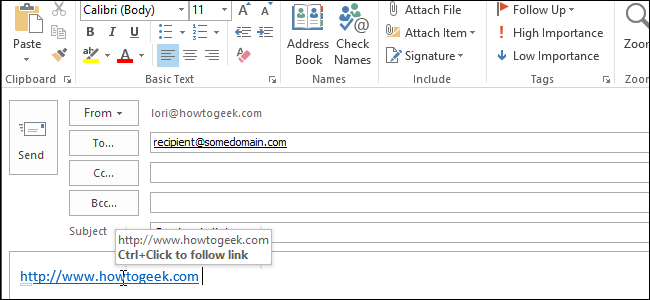 Calibri (Body)
11
A A
Paste
B I U
A
Address Book
Check Names
Attach File
Attach Item
Signature
Follow Up
High Importance
Low Importance
Zoom
Clipboard
Basic Text
Names
Include
Tags
Zoom
Send
From
lori@howtogeek.com
To...
recipient@somedomain.com
Cc...
Bcc...
Subject
http://www.howtogeek.com
Ctrl+Click to follow link
http://www.howtogeek.com